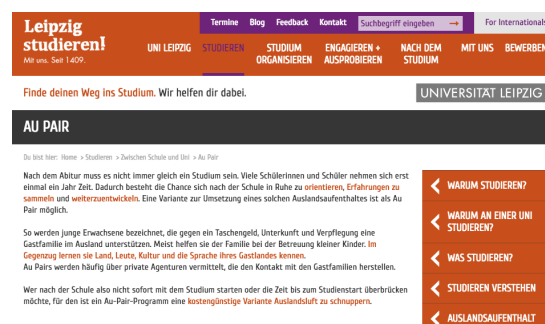 Leipzig
studieren!
Mit uns. Seit 1409.
Termine Blog Feedback Kontakt Suchbegriff eingeben → For Internationals
UNI LEIPZIG STUDIEREN STUDIUM ORGANISIEREN ENGAGIEREN + AUSPROBIEREN NACH DEM STUDIUM MIT UNS BEWERBEN
Finde deinen Weg ins Studium. Wir helfen dir dabei.
UNIVERSITÄT LEIPZIG
AU PAIR
Du bist hier: Home > Studieren > Zwischen Schule und Uni > Au Pair
Nach dem Abitur muss es nicht immer gleich ein Studium sein. Viele Schülerinnen und Schüler nehmen sich erst
einmal ein Jahr Zeit. Dadurch besteht die Chance sich nach der Schule in Ruhe zu orientieren, Erfahrungen zu
sammeln und weiterzuentwickeln. Eine Variante zur Umsetzung eines solchen Auslandsaufenthaltes ist als Au
Pair möglich.
So werden junge Erwachsene bezeichnet, die gegen ein Taschengeld, Unterkunft und Verpflegung eine
Gastfamilie im Ausland unterstützen. Meist helfen sie der Familie bei der Betreuung kleiner Kinder. Im
Gegenzug lernen sie Land, Leute, Kultur und die Sprache ihres Gastlandes kennen.
Au Pairs werden häufig über private Agenturen vermittelt, die den Kontakt mit den Gastfamilien herstellen.
Wer nach der Schule also nicht sofort mit dem Studium starten oder die Zeit bis zum Studienstart überbrücken
möchte, für den ist ein Au-Pair-Programm eine kostengünstige Variante Auslandsluft zu schnuppern.
WARUM STUDIEREN?
WARUM AN EINER UNI
STUDIEREN?
WAS STUDIEREN?
STUDIEREN VERSTEHEN
AUSLANDSAUFENTHALT